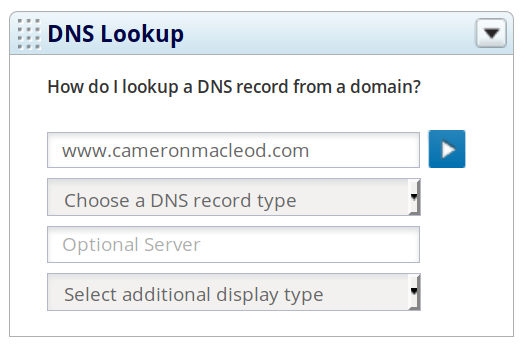 DNS Lookup
How do I lookup a DNS record from a domain?
www.cameronmacleod.com
Choose a DNS record type
Optional Server
Select additional display type